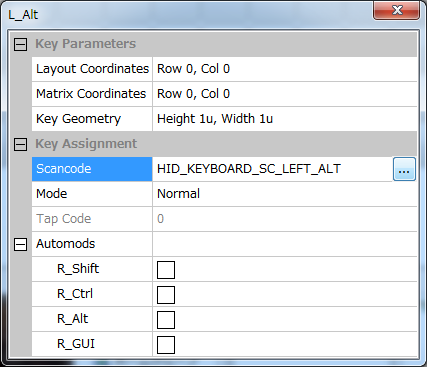 L_Alt
Key Parameters
Layout Coordinates Row 0, Col 0
Matrix Coordinates Row 0, Col 0
Key Geometry Height 1u, Width 1u
Key Assignment
Scancode HID_KEYBOARD_SC_LEFT_ALT ...
Mode Normal
Tap Code 0
Automods
R_Shift
R_Ctrl
R_Alt
R_GUI